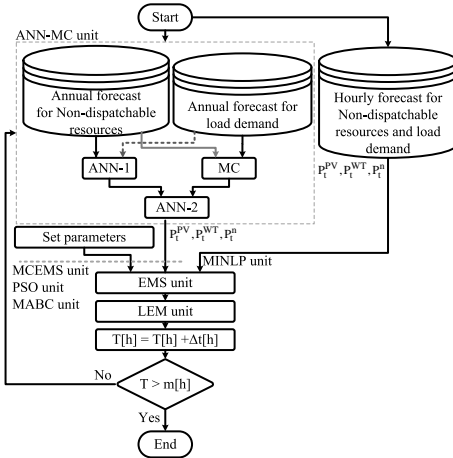 Start
ANN-MC unit
Annual forecast
for Non-dispatchable
resources
Annual forecast for
load demand
Hourly forecast for
Non-dispatchable
resources and load
demand
ANN-1
MC
ANN-2
P_t^PV, P_t^WT, P_t^n
P_t^PV, P_t^WT, P_t^n
Set parameters
MINLP unit
MCEMS unit
PSO unit
MABC unit
EMS unit
LEM unit
T[h] = T[h] +Δt[h]
No
T > m[h]
Yes
End